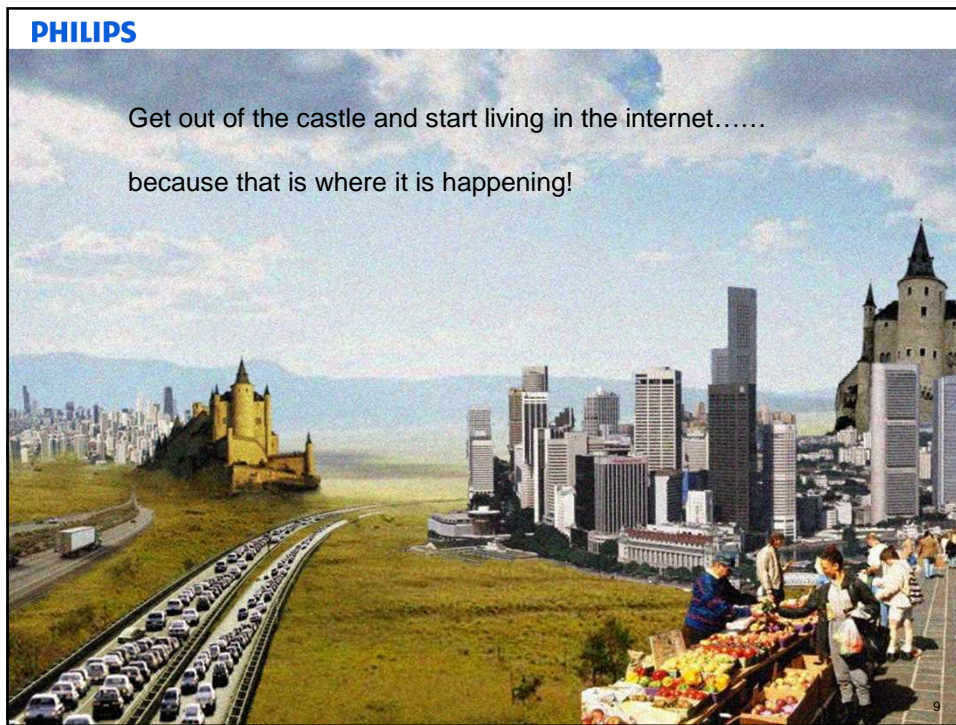 PHILIPS
Get out of the castle and start living in the internet……
because that is where it is happening!
9